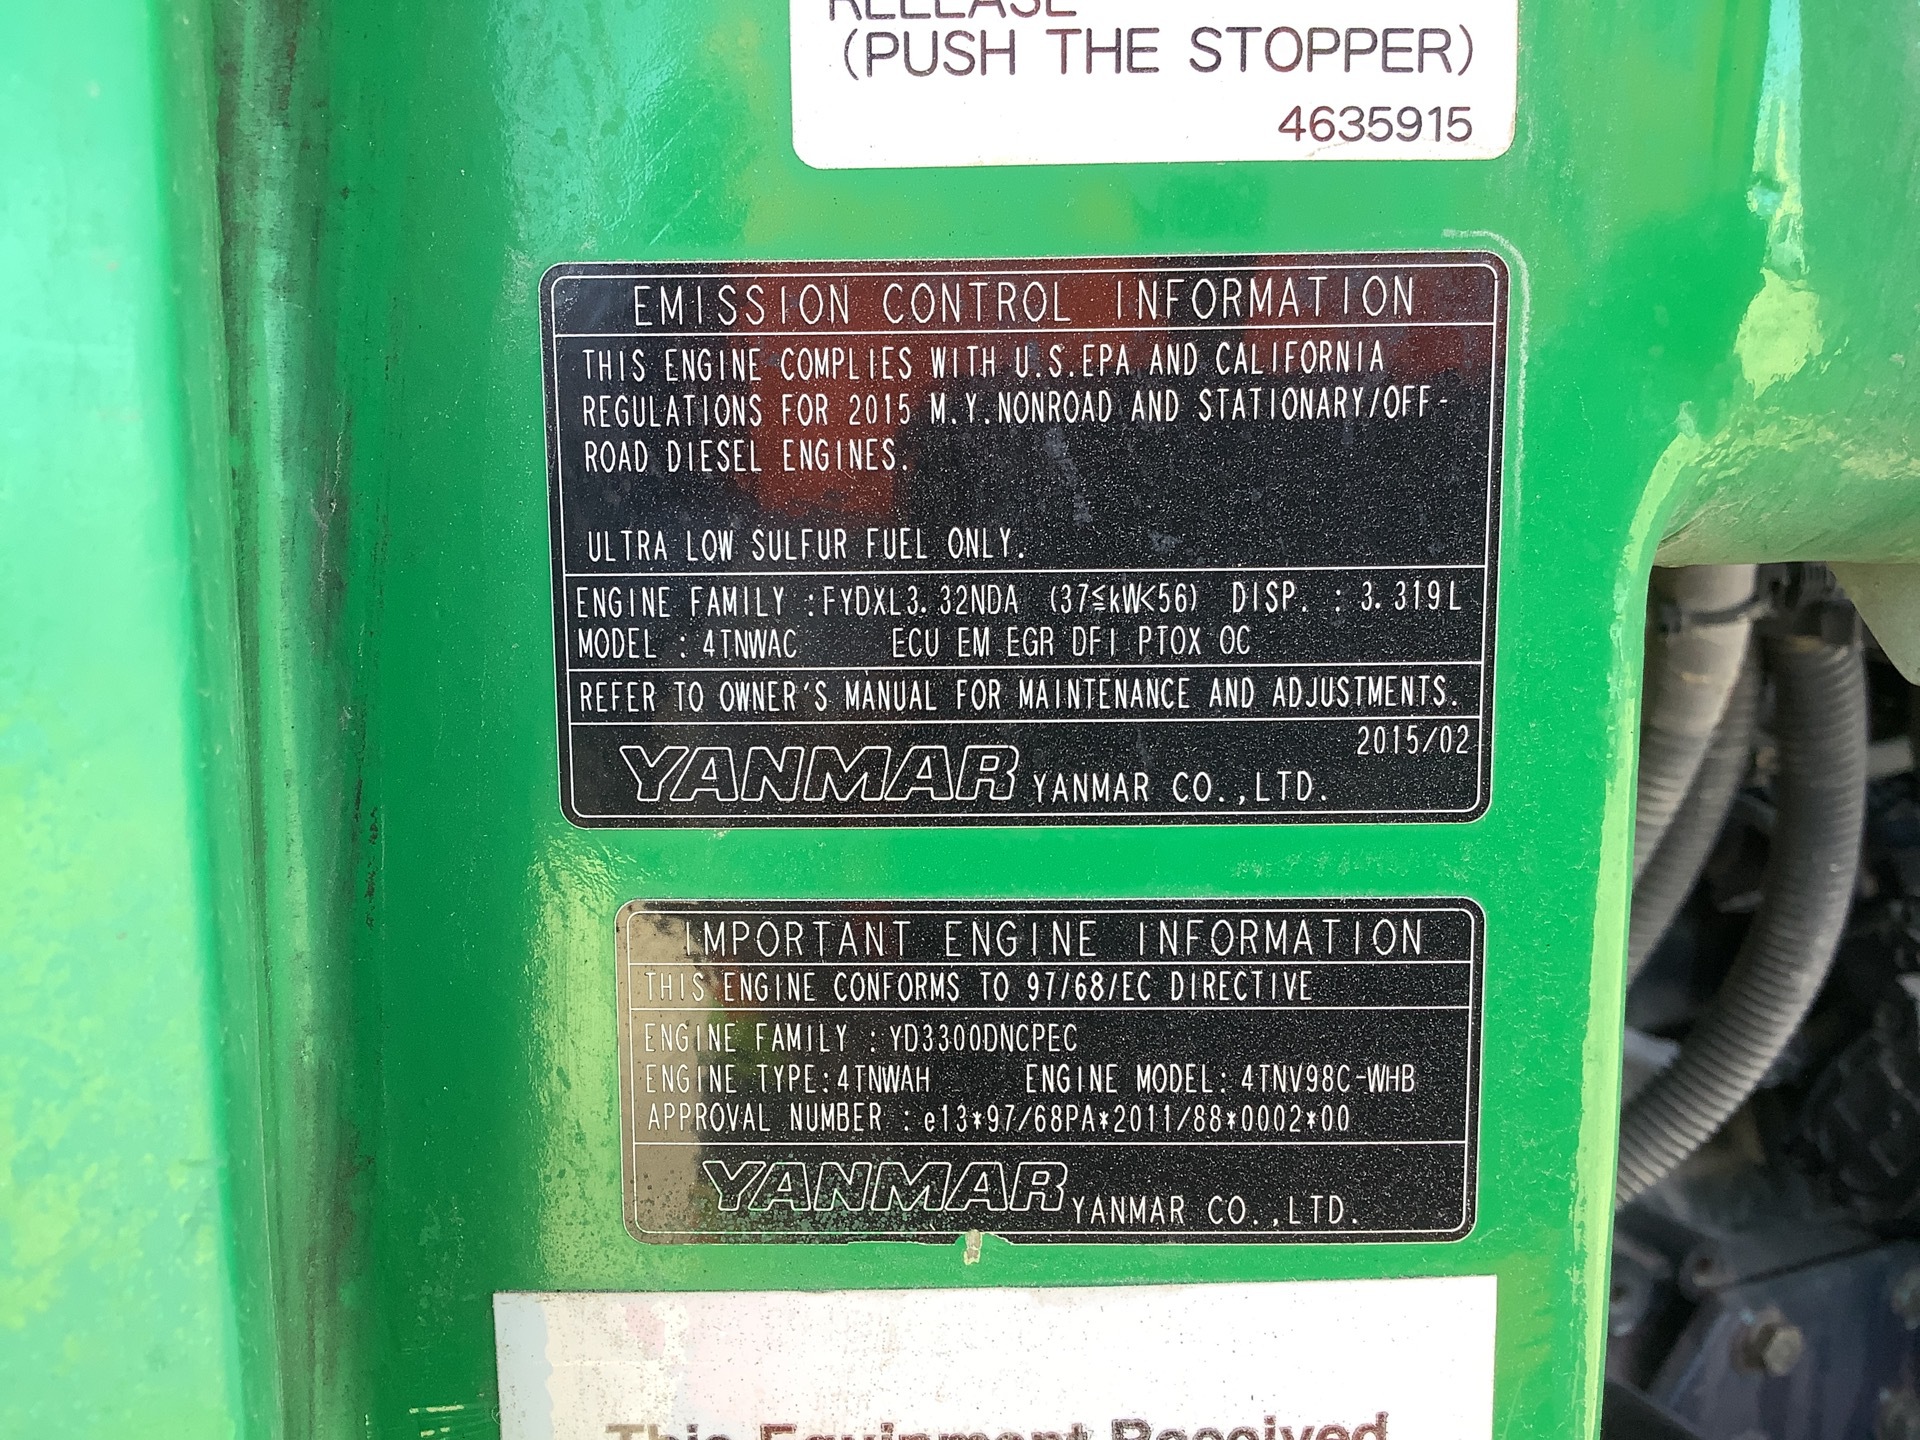 RELEASE
(PUSH THE STOPPER)
4635915
EMISSION CONTROL INFORMATION
THIS ENGINE COMPLIES WITH U.S.EPA AND CALIFORNIA
REGULATIONS FOR 2015 M.Y.NONROAD AND STATIONARY/OFF-
ROAD DIESEL ENGINES.
ULTRA LOW SULFUR FUEL ONLY.
ENGINE FAMILY :FYDXL3.32NDA (37≦kW<56) DISP. : 3.319L
MODEL : 4TNWAC ECU EM EGR DFI PTOX OC
REFER TO OWNER'S MANUAL FOR MAINTENANCE AND ADJUSTMENTS.
2015/02
YANMAR YANMAR CO.,LTD.
IMPORTANT ENGINE INFORMATION
THIS ENGINE CONFORMS TO 97/68/EC DIRECTIVE
ENGINE FAMILY : YD3300DNCPEC
ENGINE TYPE:4TNWAH ENGINE MODEL: 4TNV98C-WHB
APPROVAL NUMBER : e13*97/68PA*2011/88*0002*00
YANMAR YANMAR CO.,LTD.
This Equipment Received